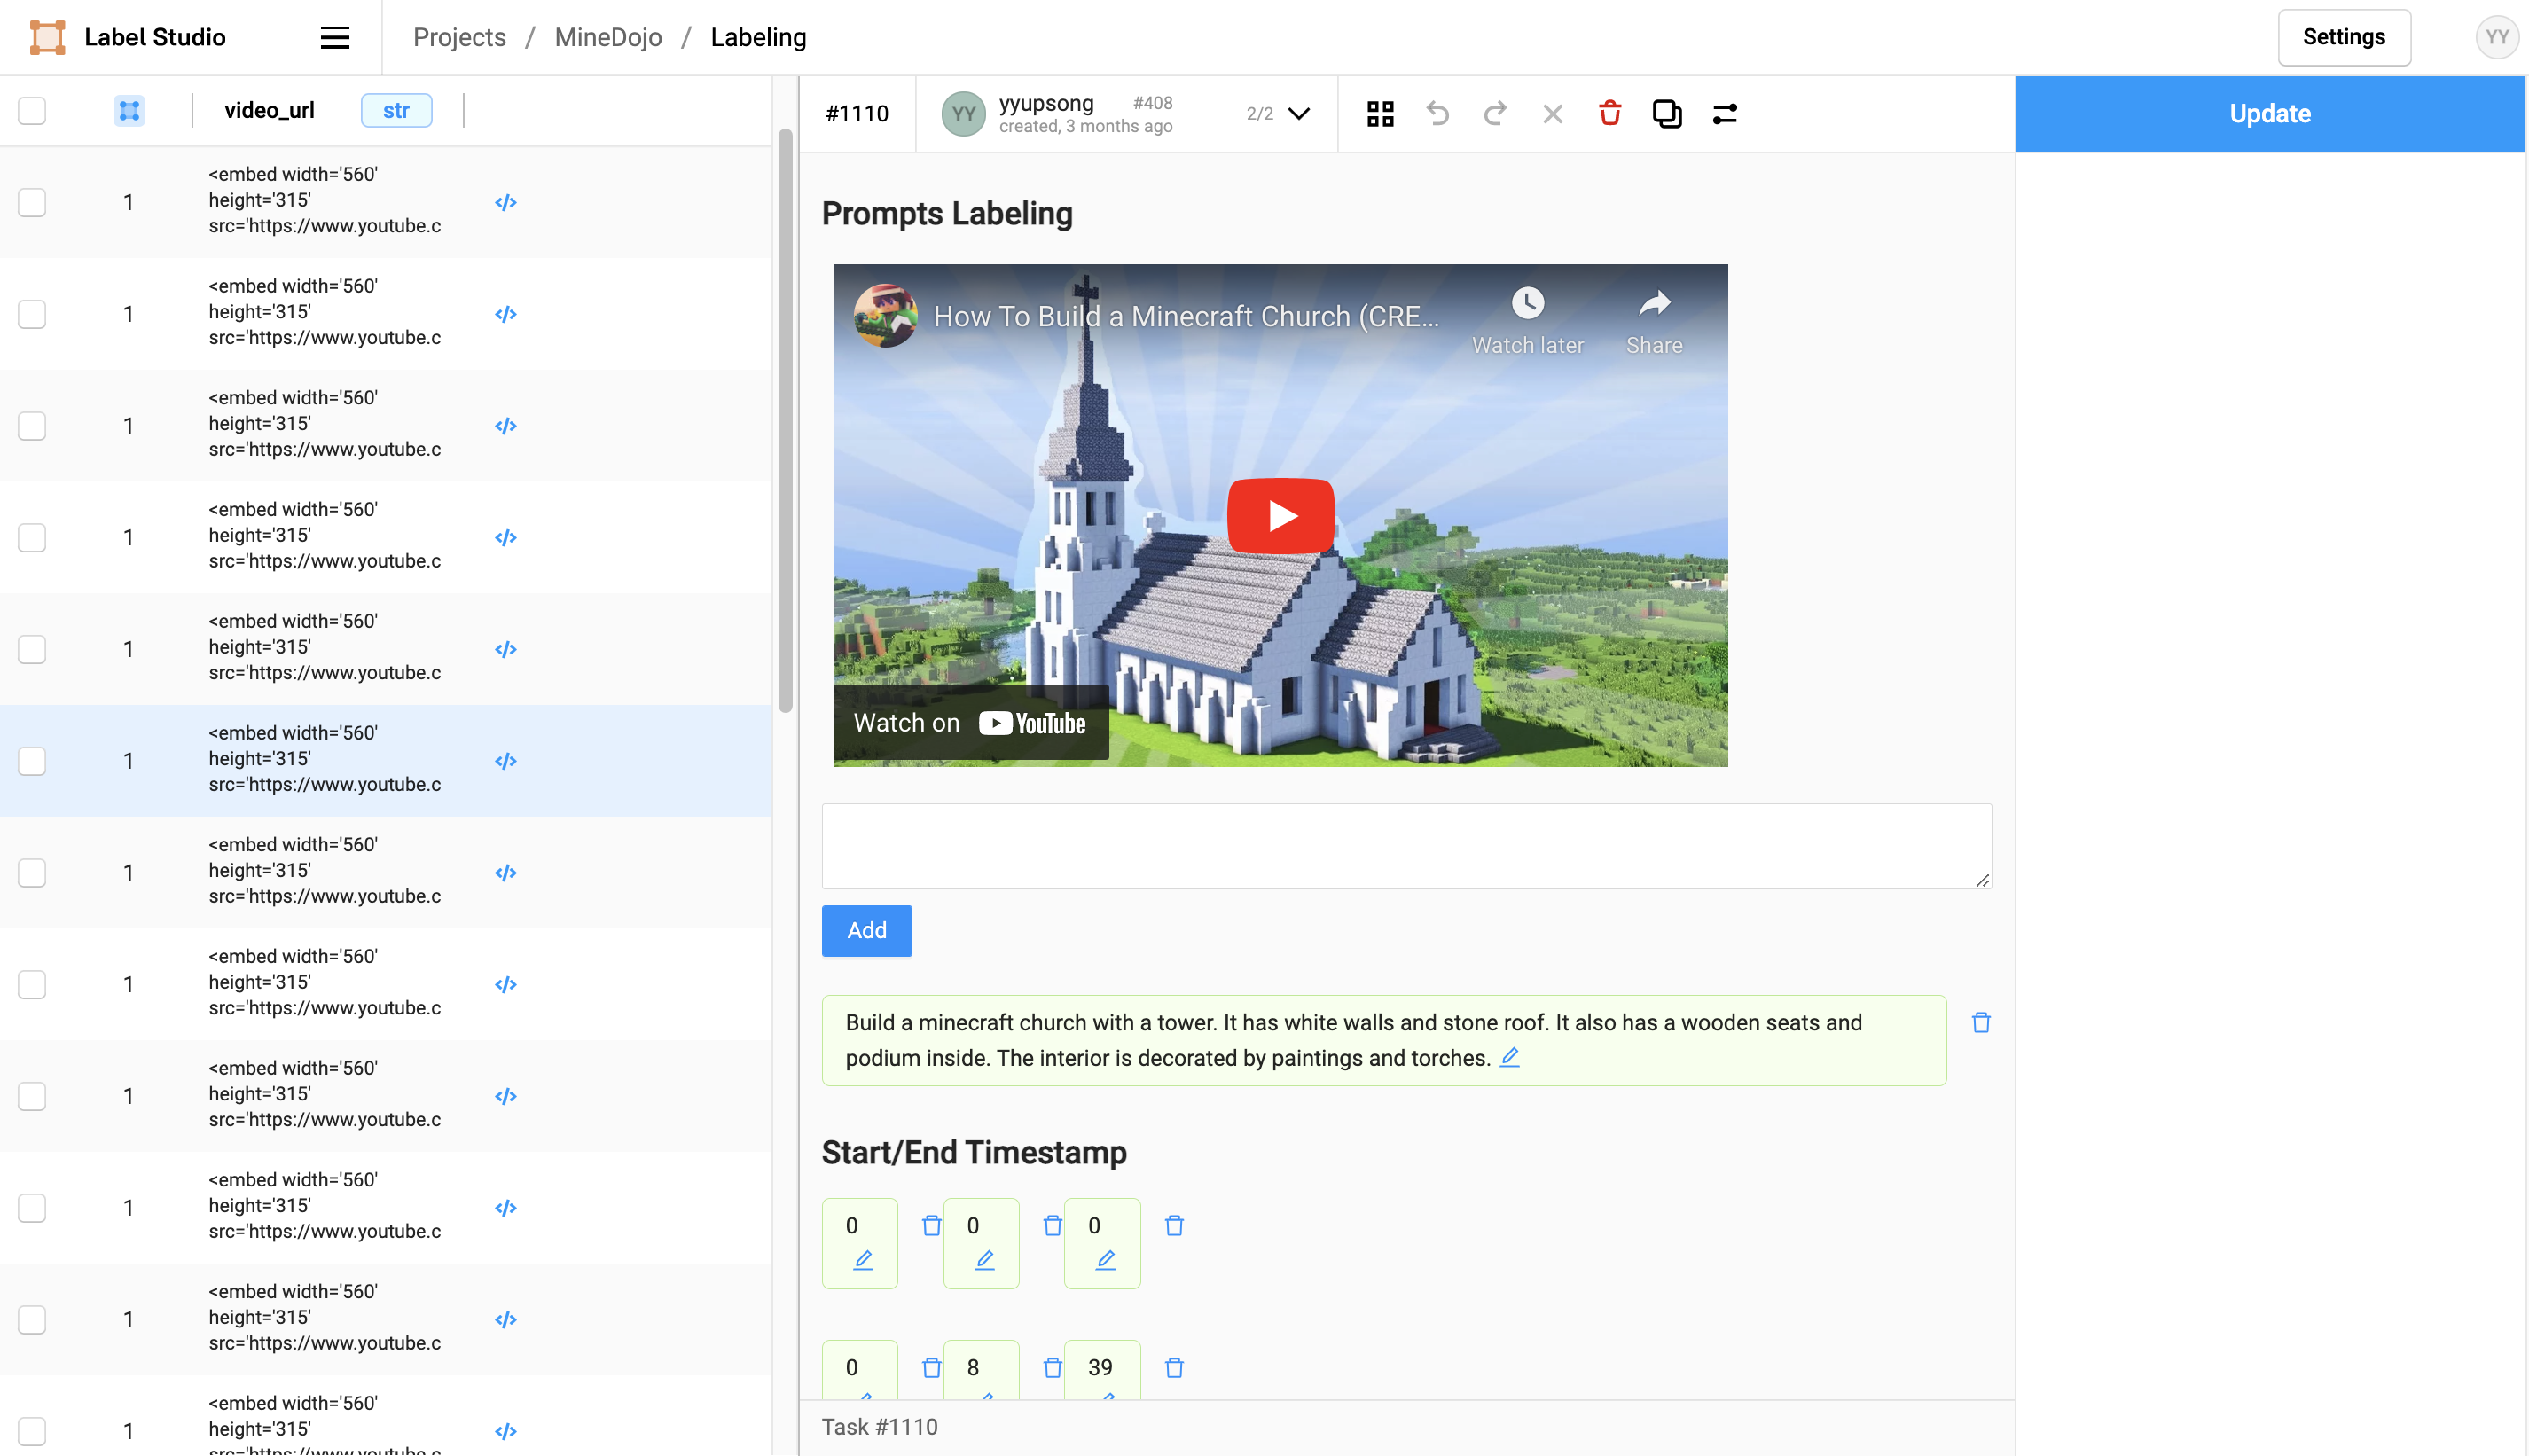 Label Studio
Projects / MineDojo / Labeling
Settings
YY
video_url
str
#1110
YY
yyupsong #408
created, 3 months ago
2/2
Update
1
<embed width='560'
height='315'
src='https://www.youtube.c
</>
1
<embed width='560'
height='315'
src='https://www.youtube.c
</>
1
<embed width='560'
height='315'
src='https://www.youtube.c
</>
1
<embed width='560'
height='315'
src='https://www.youtube.c
</>
1
<embed width='560'
height='315'
src='https://www.youtube.c
</>
1
<embed width='560'
height='315'
src='https://www.youtube.c
</>
1
<embed width='560'
height='315'
src='https://www.youtube.c
</>
1
<embed width='560'
height='315'
src='https://www.youtube.c
</>
1
<embed width='560'
height='315'
src='https://www.youtube.c
</>
1
<embed width='560'
height='315'
src='https://www.youtube.c
</>
1
<embed width='560'
height='315'
src='https://www.youtube.c
</>
1
<embed width='560'
height='315'
src='https://www.youtube.c
</>
Prompts Labeling
How To Build a Minecraft Church (CRE...
Watch later
Share
Watch on YouTube
Add
Build a minecraft church with a tower. It has white walls and stone roof. It also has a wooden seats and
podium inside. The interior is decorated by paintings and torches.
Start/End Timestamp
0 0 0
0 8 39
Task #1110